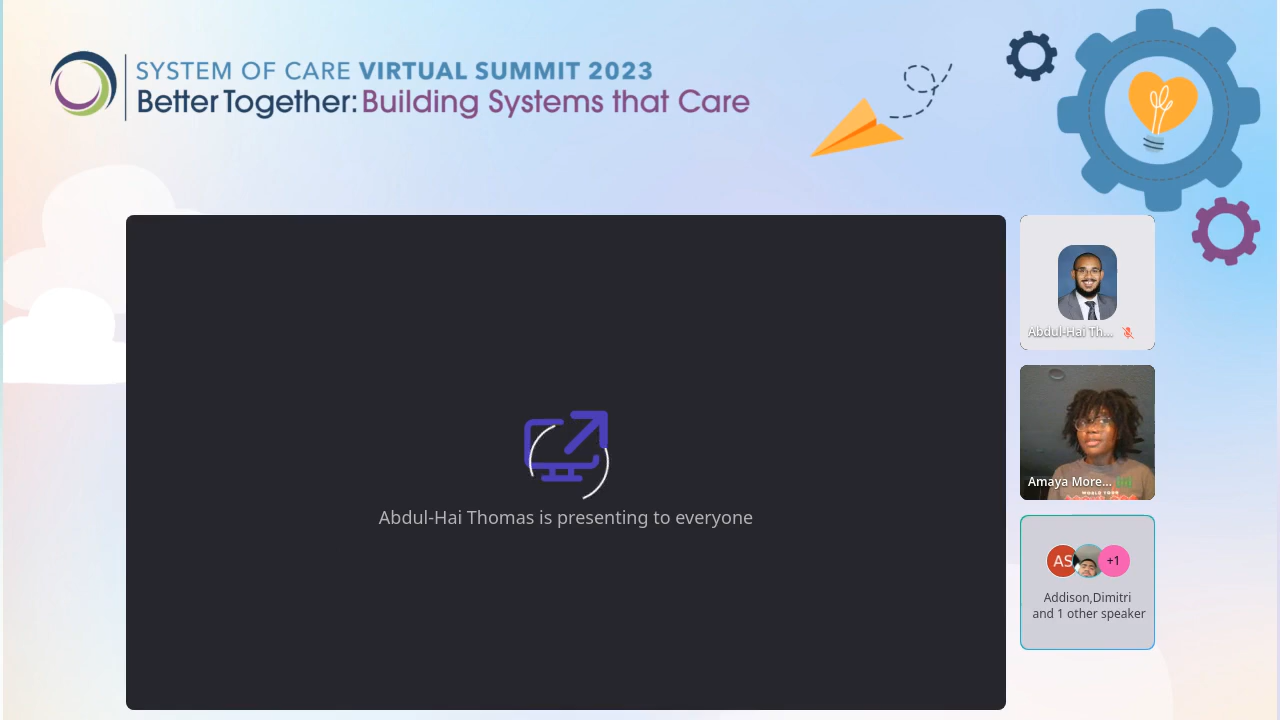 SYSTEM OF CARE VIRTUAL SUMMIT 2023
Better Together: Building Systems that Care
Abdul-Hai Th...
Abdul-Hai Thomas is presenting to everyone
Amaya More...
AS
+1
Addison,Dimitri
and 1 other speaker